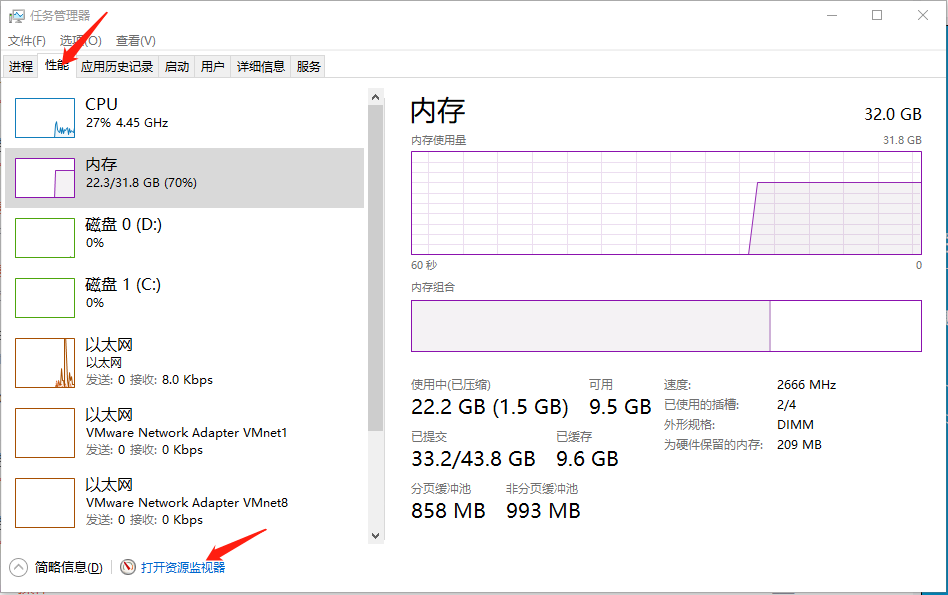 任务管理器
文件(F) 选项(O) 查看(V)
进程 性能 应用历史记录 启动 用户 详细信息 服务
CPU
27% 4.45 GHz
内存
22.3/31.8 GB (70%)
磁盘 0 (D:)
0%
磁盘 1 (C:)
0%
以太网
以太网
发送: 0 接收: 8.0 Kbps
以太网
VMware Network Adapter VMnet1
发送: 0 接收: 0 Kbps
以太网
VMware Network Adapter VMnet8
发送: 0 接收: 0 Kbps
内存 32.0 GB
内存使用量 31.8 GB
60 秒 0
内存组合
使用中(已压缩) 可用
22.2 GB (1.5 GB) 9.5 GB
已提交 已缓存
33.2/43.8 GB 9.6 GB
分页缓冲池 非分页缓冲池
858 MB 993 MB
速度: 2666 MHz
已使用的插槽: 2/4
外形规格: DIMM
为硬件保留的内存: 209 MB
简略信息(D) 打开资源监视器